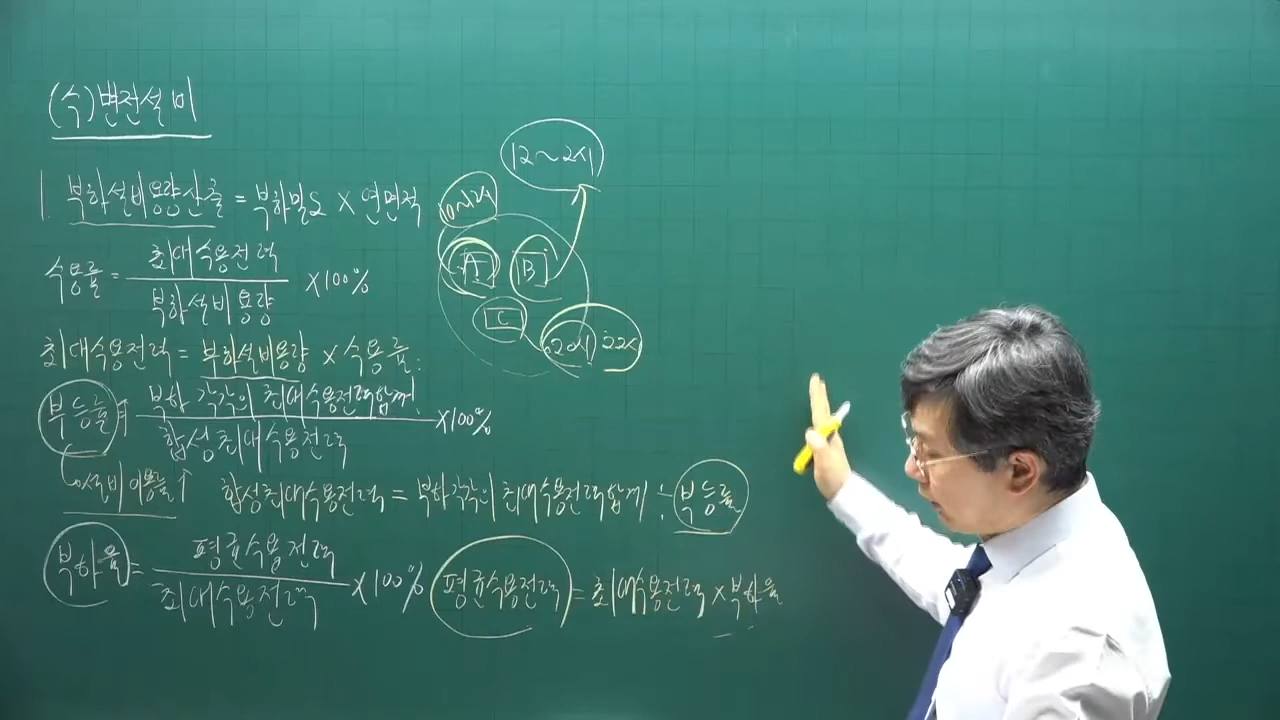 (수)변전설비
1. 부하설비용량산출 = 부하밀도 × 연면적
수용률 = 최대수용전력 / 부하설비용량 ×100%
최대수용전력 = 부하설비용량 × 수용률
부등률↑ 부하 각각의 최대수용전력합계 / 합성최대수용전력 ×100%
설비이용률↑
합성최대수용전력 = 부하각각의 최대수용전력합계 ÷ 부등률
부하율 = 평균수용전력 / 최대수용전력 ×100%
평균수용전력 = 최대수용전력 × 부하율
12~2시
A
B
C
22시